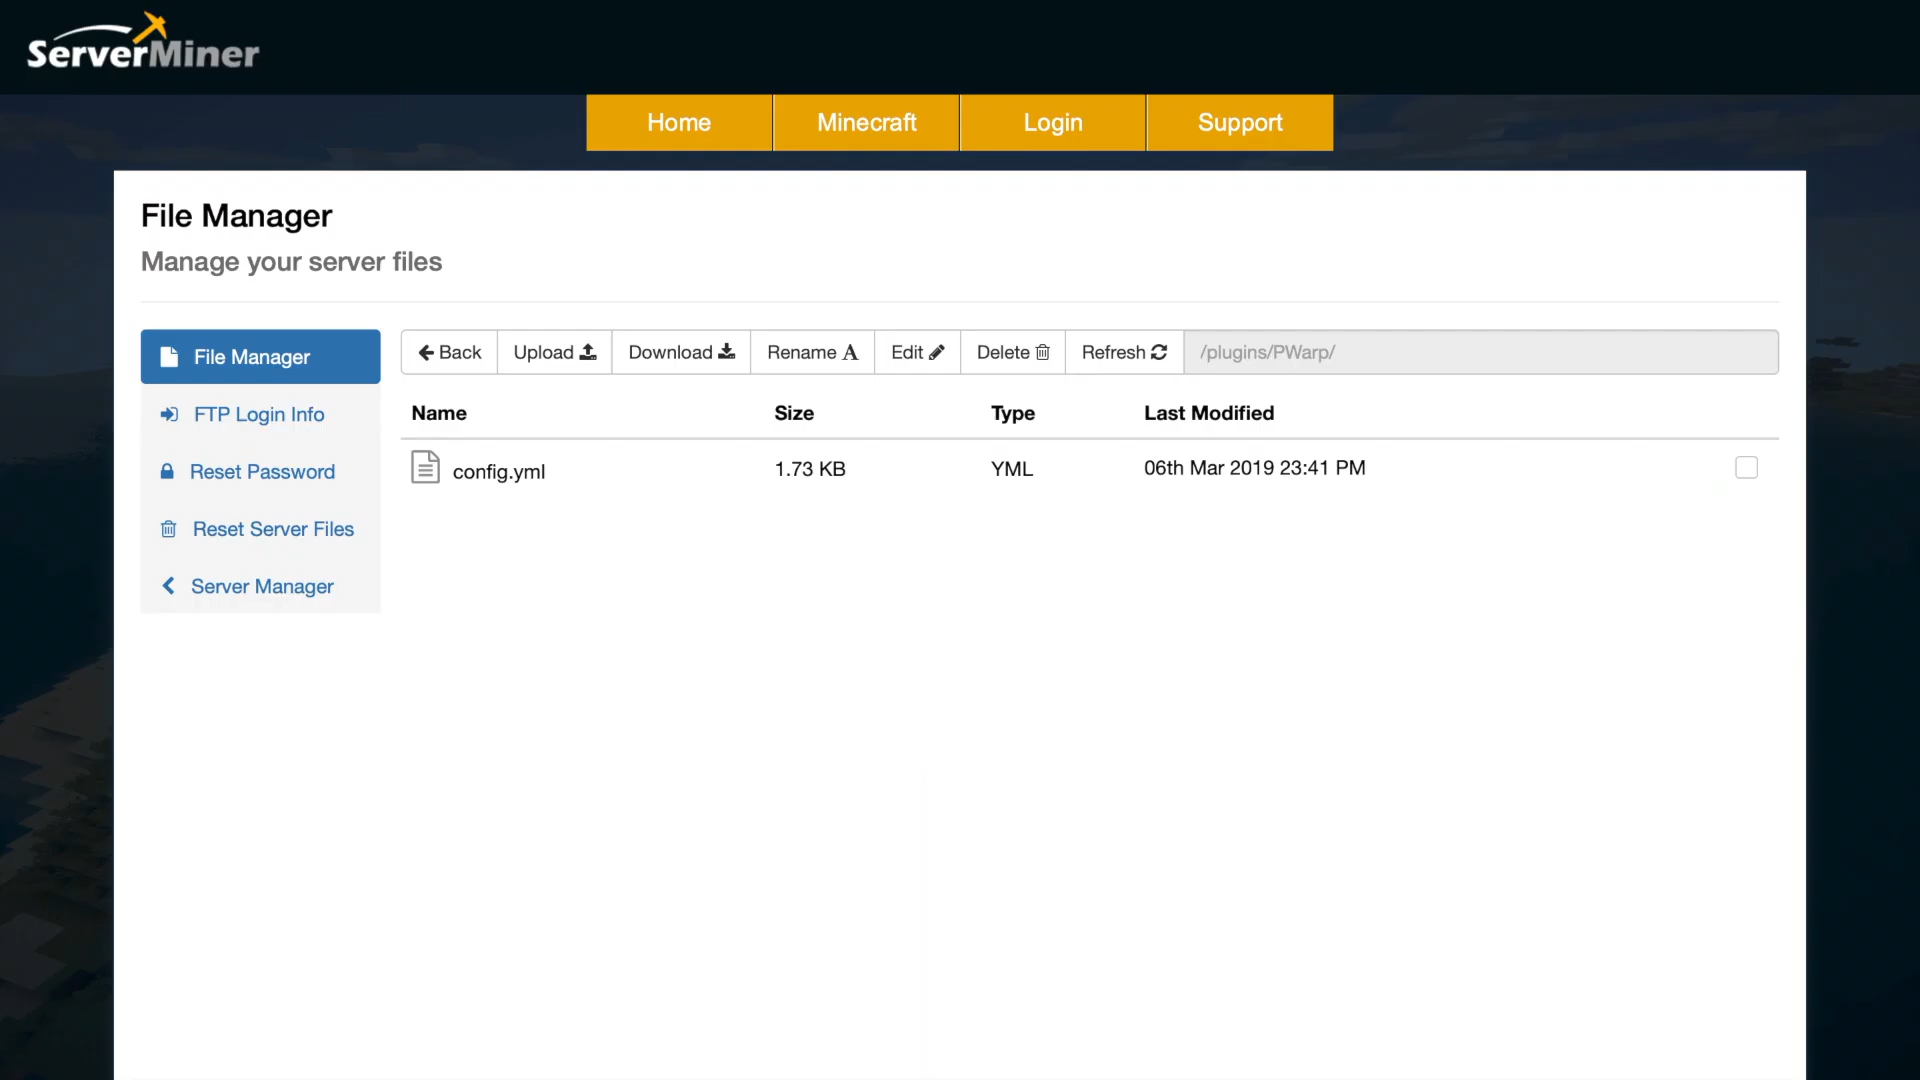 ServerMiner
Home Minecraft Login Support
File Manager
Manage your server files
File Manager
FTP Login Info
Reset Password
Reset Server Files
Server Manager
Back Upload Download Rename Edit Delete Refresh /plugins/PWarp/
Name Size Type Last Modified
config.yml 1.73 KB YML 06th Mar 2019 23:41 PM